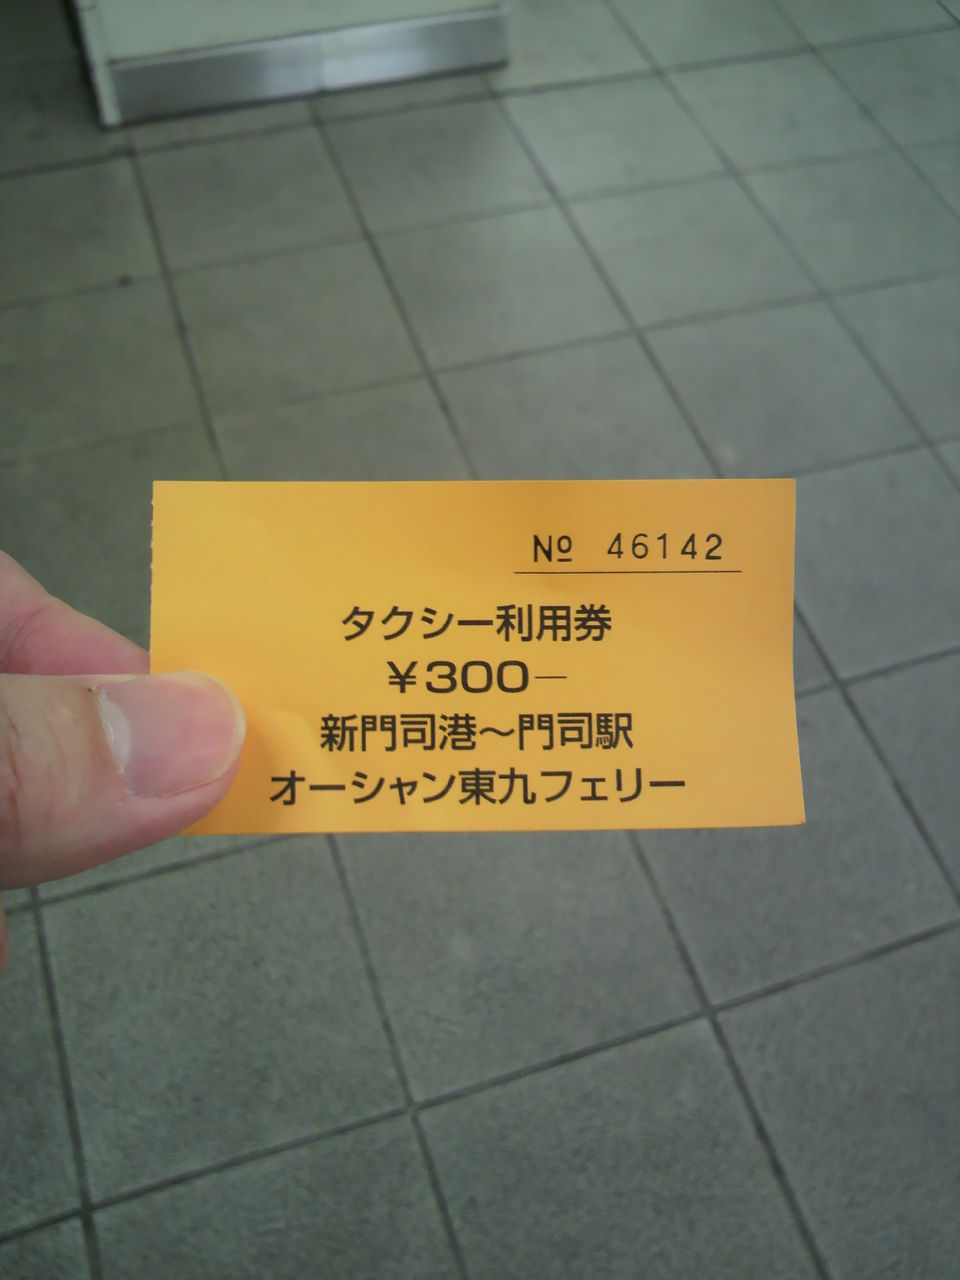 № 46142
タクシー利用券
￥300―
新門司港～門司駅
オーシャン東九フェリー